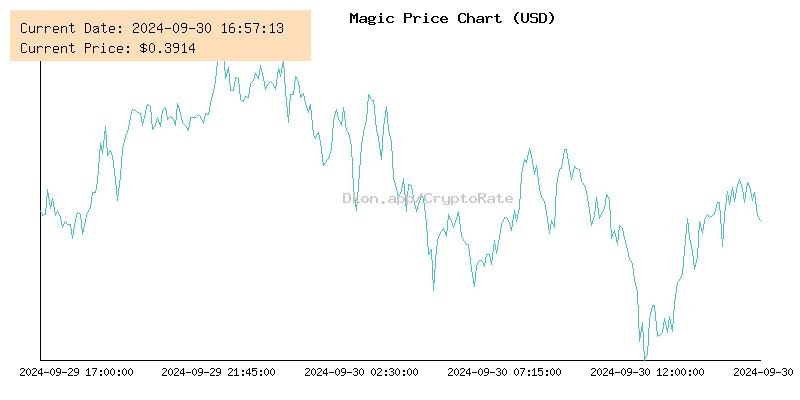 Magic Price Chart (USD)
Current Date: 2024-09-30 16:57:13
Current Price: $0.3914
Dion.app/CryptoRate
2024-09-29 17:00:00 2024-09-29 21:45:00 2024-09-30 02:30:00 2024-09-30 07:15:00 2024-09-30 12:00:00 2024-09-30